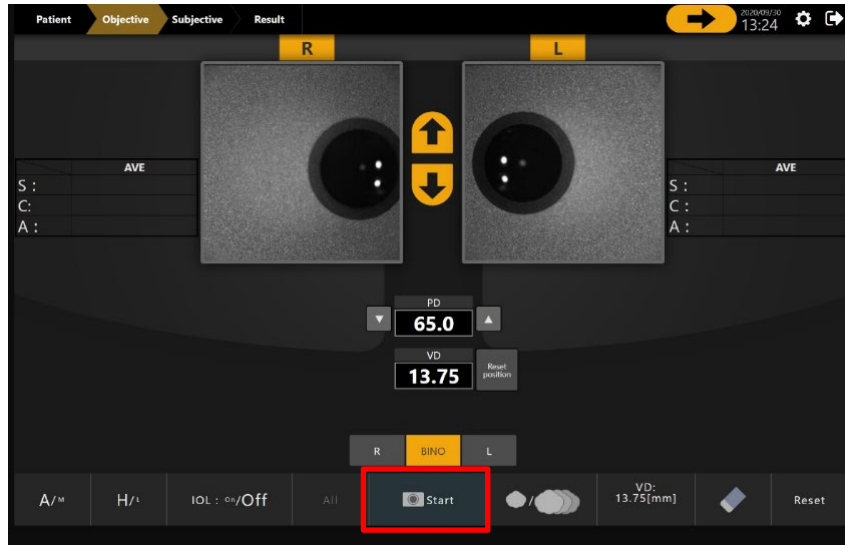 Patient Objective Subjective Result 2020/09/30 13:24
R L
AVE AVE
S : S :
C: C :
A : A :
PD
65.0
VD
13.75 Reset position
R BINO L
A/M H/L IOL : On/Off All Start / VD: 13.75[mm] Reset